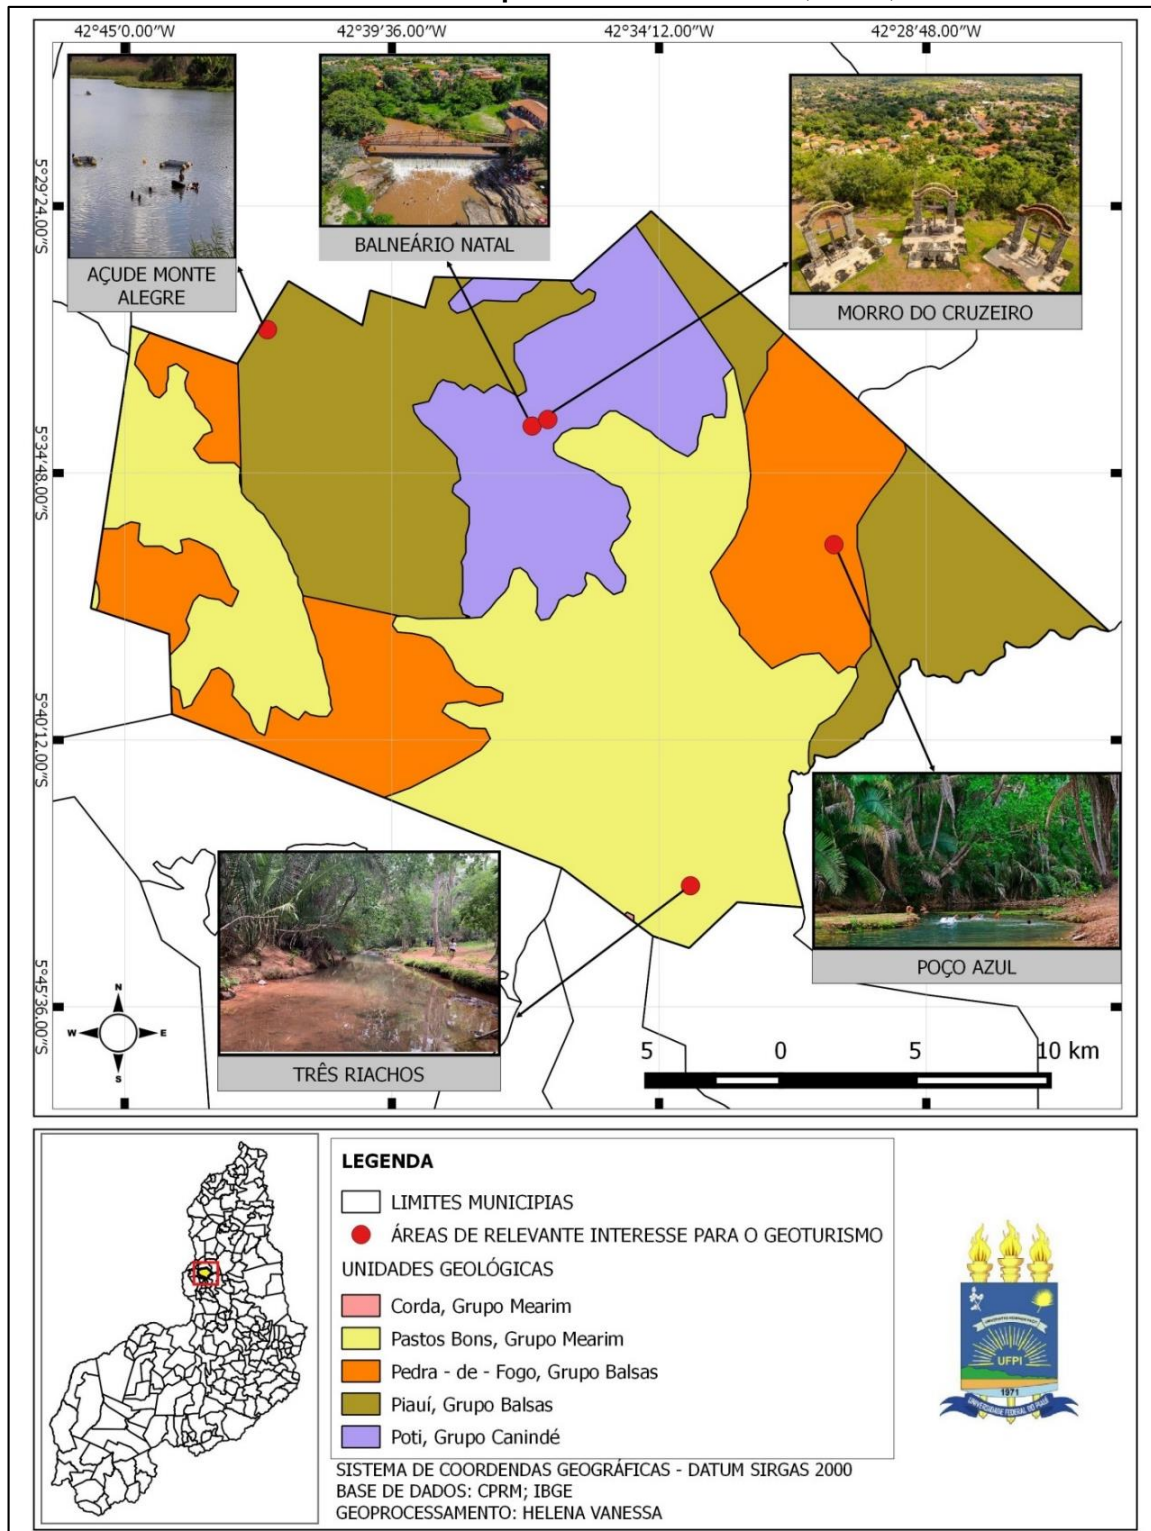 42°45′0.00″W 42°39′36.00″W 42°34′12.00″W 42°28′48.00″W
5°29′24.00″S
5°34′48.00″S
5°40′12.00″S
5°45′36.00″S
AÇUDE MONTE
ALEGRE
BALNEÁRIO NATAL
MORRO DO CRUZEIRO
POÇO AZUL
TRÊS RIACHOS
N
W E
S
5 0 5 10 km
LEGENDA
LIMITES MUNICIPIAS
ÁREAS DE RELEVANTE INTERESSE PARA O GEOTURISMO
UNIDADES GEOLÓGICAS
Corda, Grupo Mearim
Pastos Bons, Grupo Mearim
Pedra - de - Fogo, Grupo Balsas
Piauí, Grupo Balsas
Poti, Grupo Canindé
SISTEMA DE COORDENDAS GEOGRÁFICAS - DATUM SIRGAS 2000
BASE DE DADOS: CPRM; IBGE
GEOPROCESSAMENTO: HELENA VANESSA
UFPI
1971
UNIVERSIDADE FEDERAL DO PIAUÍ